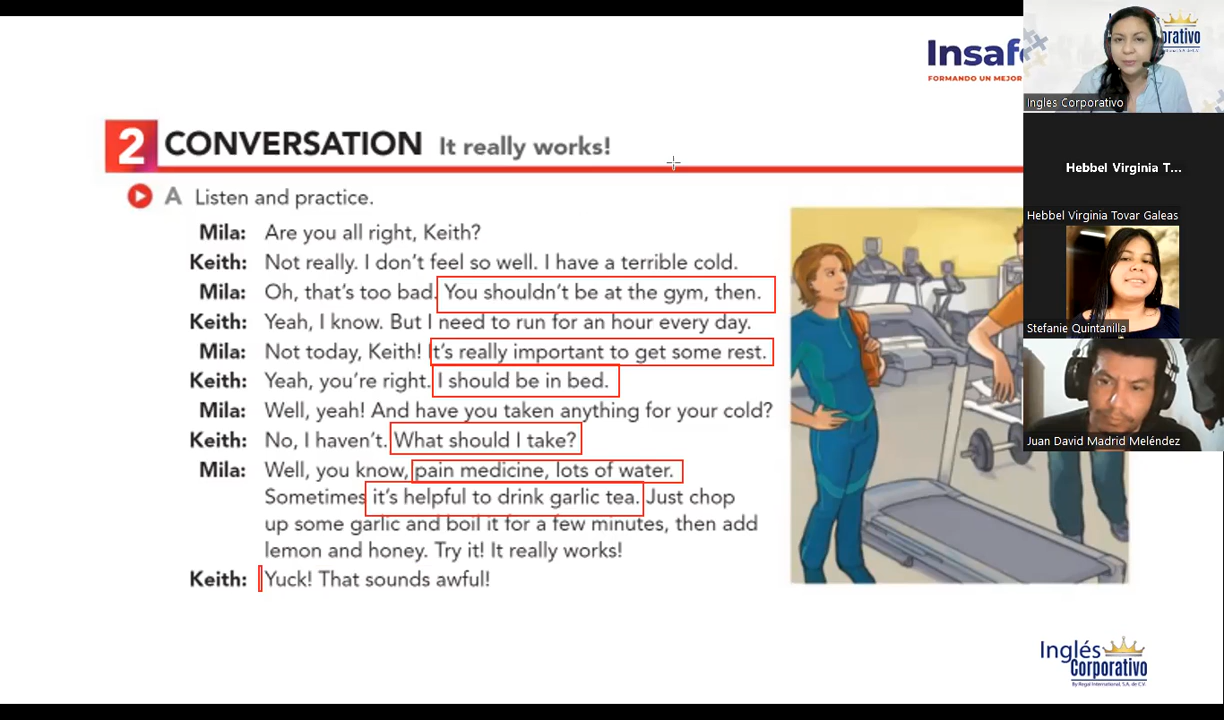 Insaf
FORMANDO UN MEJOR
2 CONVERSATION It really works!
A Listen and practice.
Mila: Are you all right, Keith?
Keith: Not really. I don't feel so well. I have a terrible cold.
Mila: Oh, that's too bad. You shouldn't be at the gym, then.
Keith: Yeah, I know. But I need to run for an hour every day.
Mila: Not today, Keith! It's really important to get some rest.
Keith: Yeah, you're right. I should be in bed.
Mila: Well, yeah! And have you taken anything for your cold?
Keith: No, I haven't. What should I take?
Mila: Well, you know, pain medicine, lots of water.
Sometimes it's helpful to drink garlic tea. Just chop
up some garlic and boil it for a few minutes, then add
lemon and honey. Try it! It really works!
Keith: Yuck! That sounds awful!
orativo
Ingles Corporativo
Hebbel Virginia T...
Hebbel Virginia Tovar Galeas
Stefanie Quintanilla
Juan David Madrid Meléndez
Inglés
Corporativo
By Regal International, S.A. de C.V.